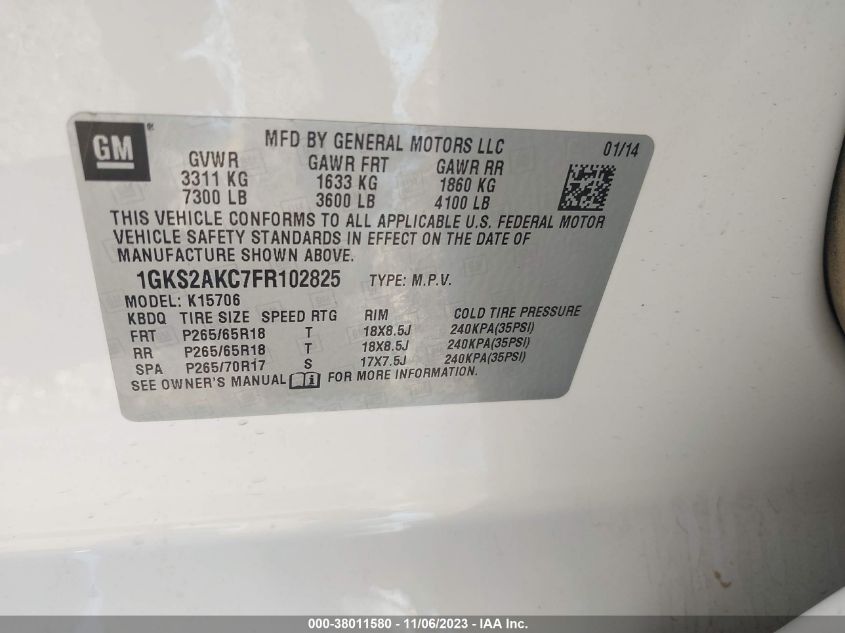 GM ®
MFD BY GENERAL MOTORS LLC 01/14
GVWR GAWR FRT GAWR RR
3311 KG 1633 KG 1860 KG
7300 LB 3600 LB 4100 LB
THIS VEHICLE CONFORMS TO ALL APPLICABLE U.S. FEDERAL MOTOR
VEHICLE SAFETY STANDARDS IN EFFECT ON THE DATE OF
MANUFACTURE SHOWN ABOVE.
1GKS2AKC7FR102825 TYPE: M.P.V.
MODEL: K15706
KBDQ TIRE SIZE SPEED RTG RIM COLD TIRE PRESSURE
FRT P265/65R18 T 18X8.5J 240KPA(35PSI)
RR P265/65R18 T 18X8.5J 240KPA(35PSI)
SPA P265/70R17 S 17X7.5J 240KPA(35PSI)
SEE OWNER'S MANUAL i FOR MORE INFORMATION.
000-38011580 - 11/06/2023 - IAA Inc.